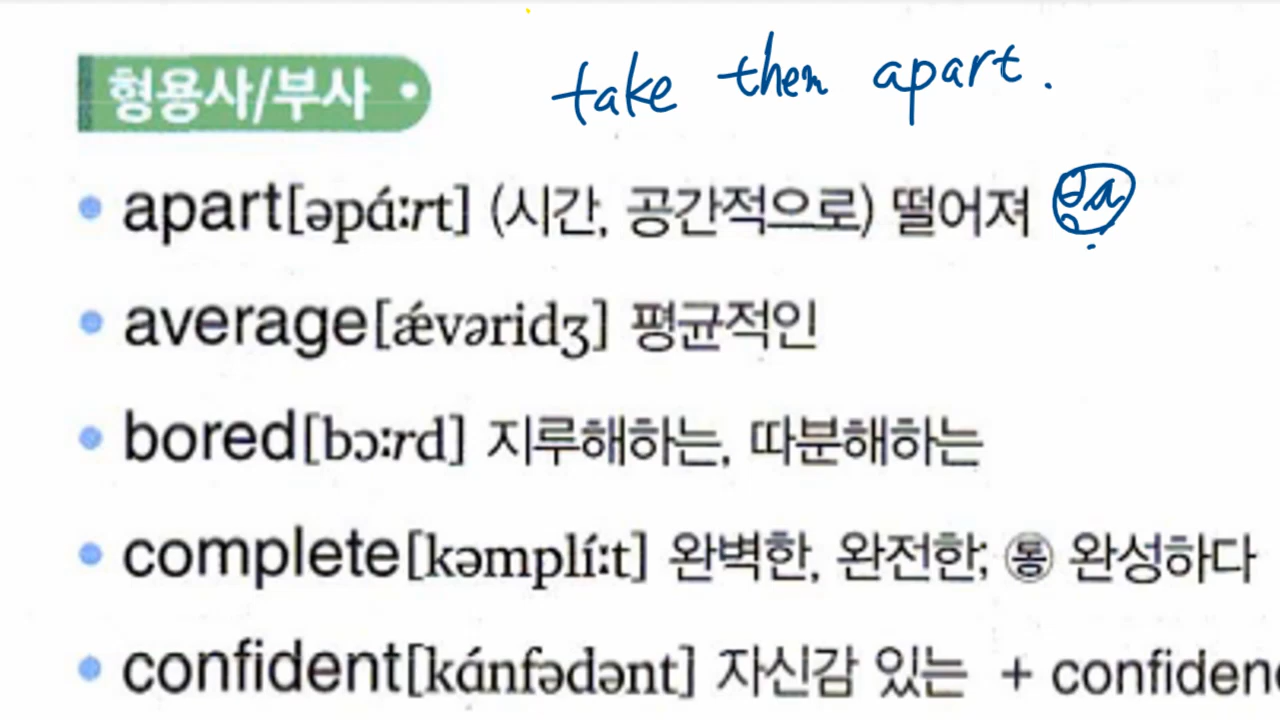 형용사/부사
take them apart.
apart[əpáːrt] (시간, 공간적으로) 떨어져
average[ǽvəridʒ] 평균적인
bored[bɔːrd] 지루해하는, 따분해하는
complete[kəmplíːt] 완벽한, 완전한; 동 완성하다
confident[kánfədənt] 자신감 있는 + confiden